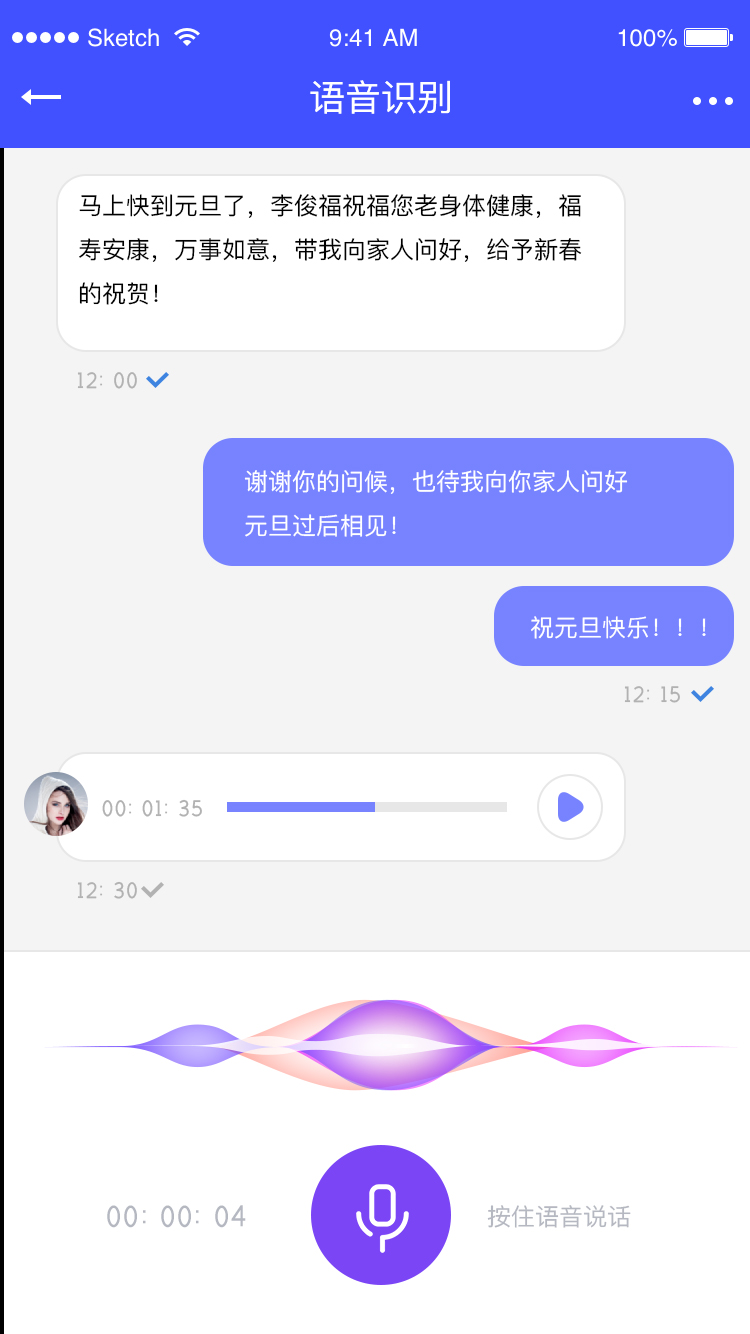 Sketch 9:41 AM 100%
语音识别
马上快到元旦了，李俊福祝福您老身体健康，福
寿安康，万事如意，带我向家人问好，给予新春
的祝贺！
12: 00
谢谢你的问候，也待我向你家人问好
元旦过后相见！
祝元旦快乐！！！
12: 15
00: 01: 35
12: 30
00: 00: 04 按住语音说话